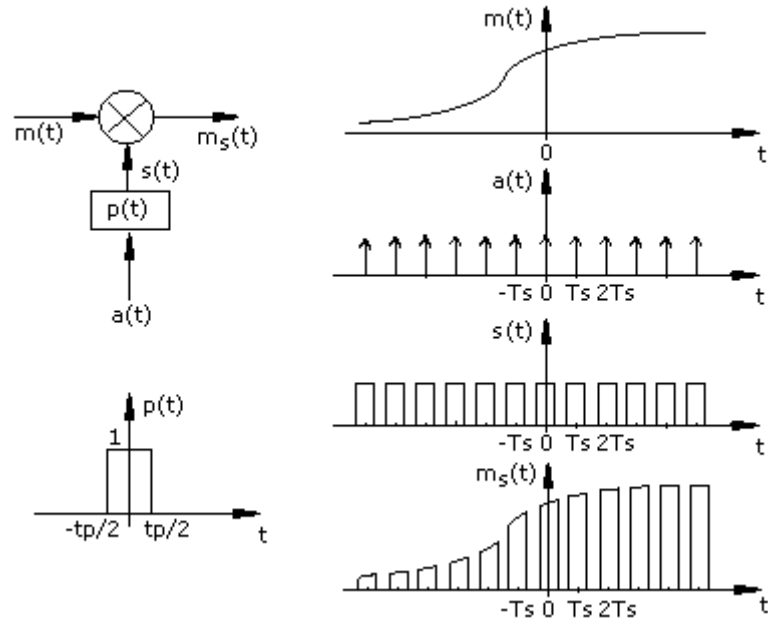 m(t)
m(t)
mₛ(t)
s(t)
p(t)
a(t)
p(t)
1
-tp/2
tp/2
t
0
t
a(t)
-Ts 0 Ts 2Ts
t
s(t)
-Ts 0 Ts 2Ts
t
mₛ(t)
-Ts 0 Ts 2Ts
t